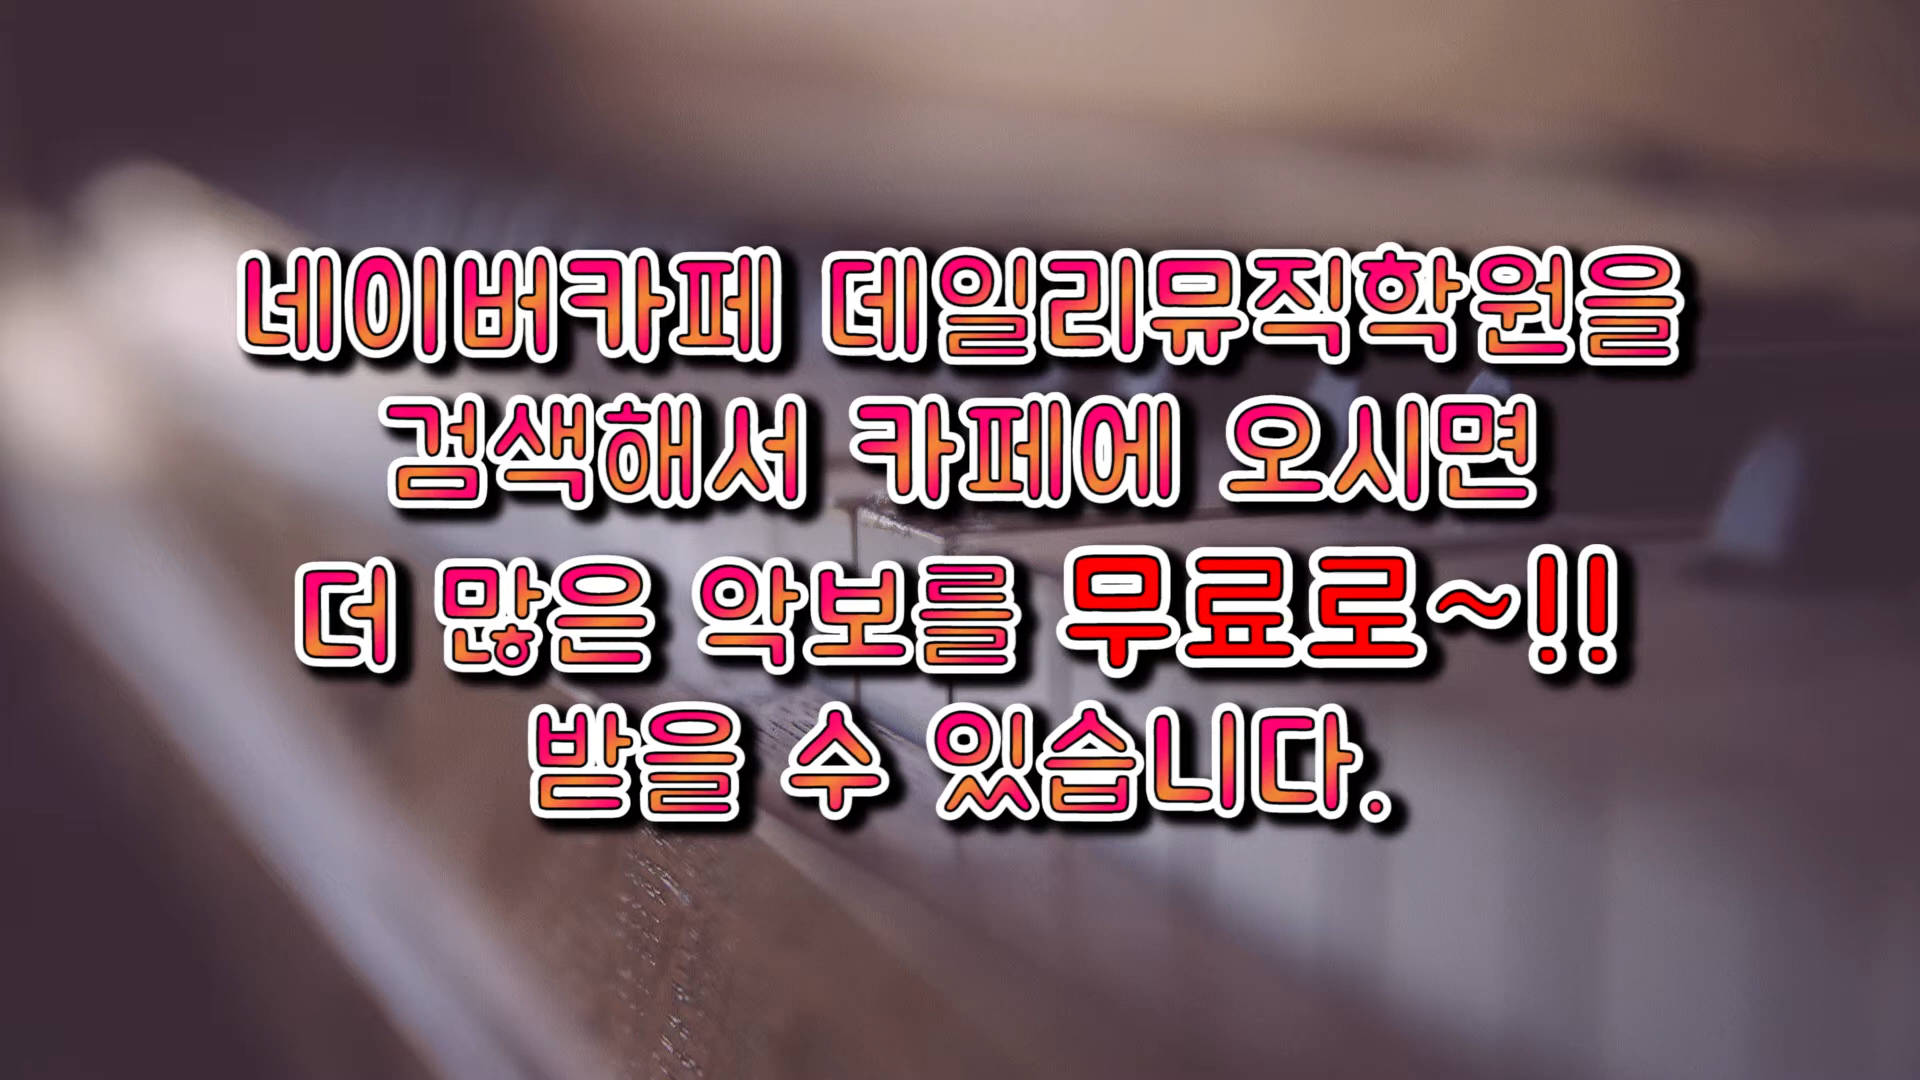 네이버카페 데일리뮤직학원을
검색해서 카페에 오시면
더 많은 악보를 무료로~!!
받을 수 있습니다.